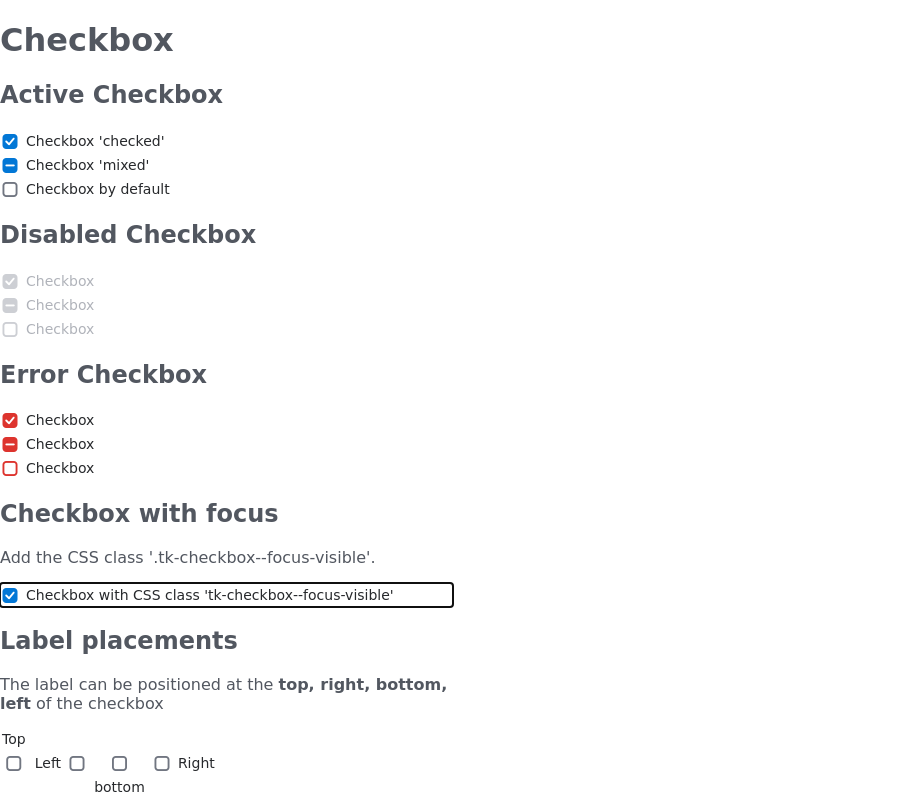 Checkbox
Active Checkbox
Checkbox 'checked'
Checkbox 'mixed'
Checkbox by default
Disabled Checkbox
Checkbox
Checkbox
Checkbox
Error Checkbox
Checkbox
Checkbox
Checkbox
Checkbox with focus
Add the CSS class '.tk-checkbox--focus-visible'.
Checkbox with CSS class 'tk-checkbox--focus-visible'
Label placements
The label can be positioned at the top, right, bottom,
left of the checkbox
Top
Left Right
bottom